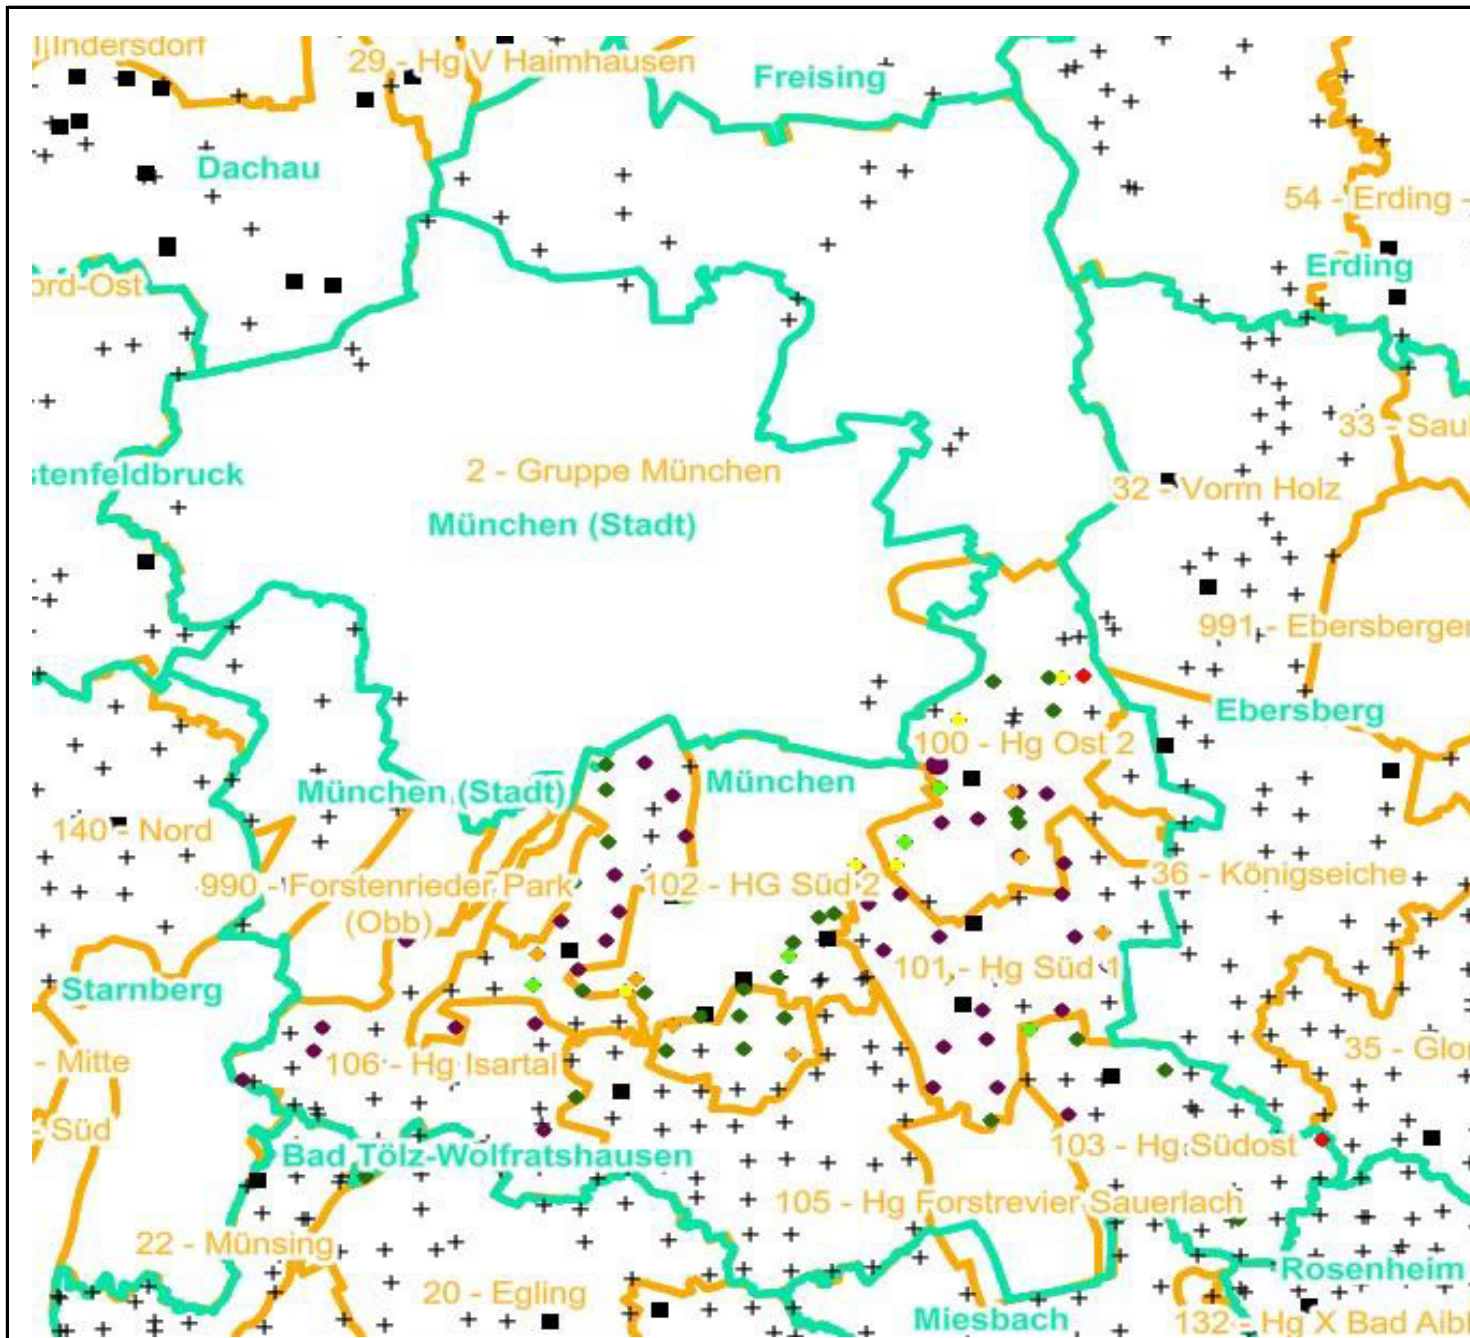 Indersdorf
29 - Hg V Haimhausen
Freising
Dachau
54 - Erding -
Erding
ord-Ost
33 - Saul
stenfeldbruck
2 - Gruppe München
32 - Vorm Holz
München (Stadt)
991 - Ebersberger
Ebersberg
100 - Hg Ost 2
München (Stadt)
München
140 - Nord
990 - Forstenrieder Park
(Obb)
102 - HG Süd 2
36 - Königseiche
101 - Hg Süd 1
Starnberg
- Mitte
106 - Hg Isartal
35 - Glon
- Süd
Bad Tölz-Wolfratshausen
103 - Hg Südost
105 - Hg Forstrevier Sauerlach
22 - Münsing
20 - Egling
Rosenheim
Miesbach
132 - Hg X Bad Aibl